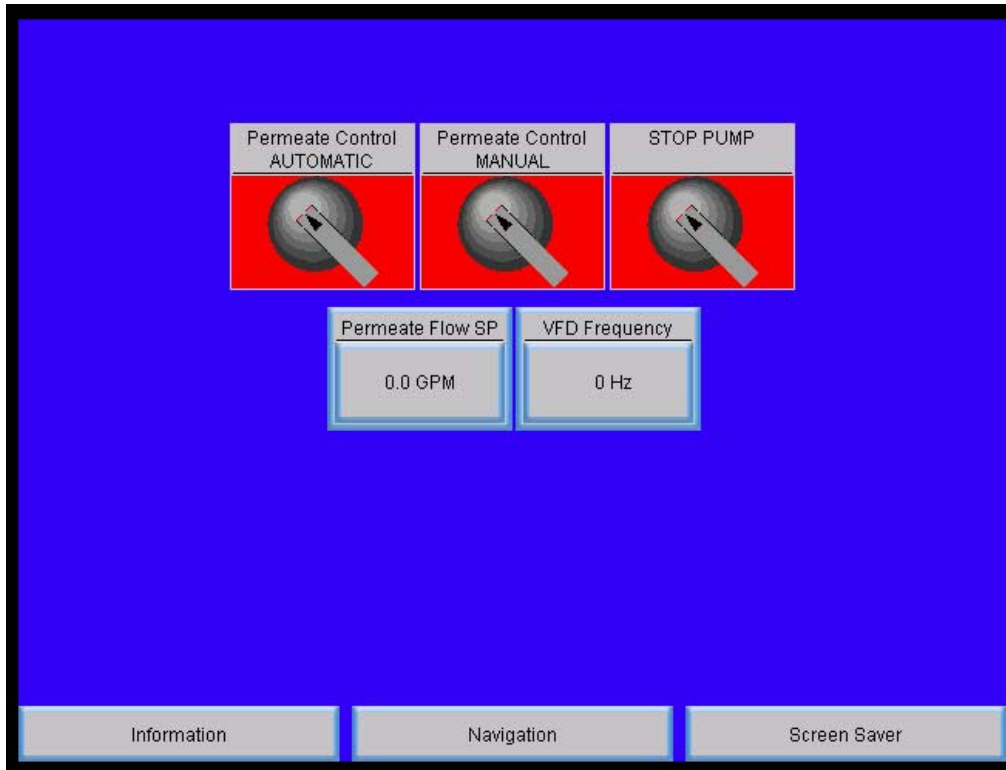 Permeate Control
AUTOMATIC
Permeate Control
MANUAL
STOP PUMP
Permeate Flow SP
0.0 GPM
VFD Frequency
0 Hz
Information
Navigation
Screen Saver